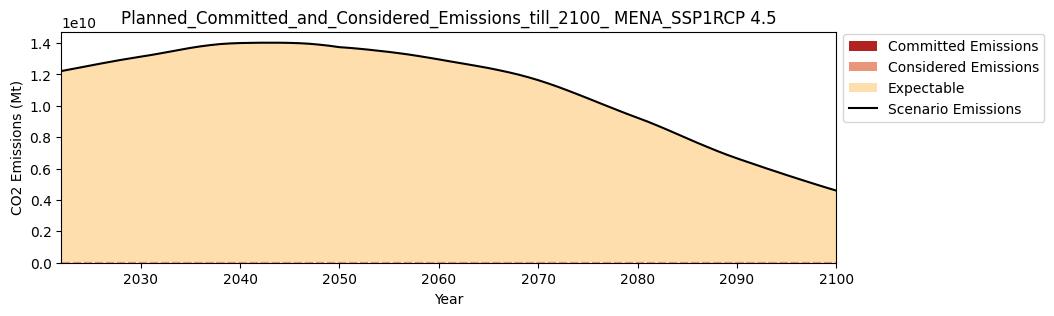 Planned_Committed_and_Considered_Emissions_till_2100_ MENA_SSP1RCP 4.5
1e10
1.4
1.2
1.0
0.8
0.6
0.4
0.2
0.0
CO2 Emissions (Mt)
2030 2040 2050 2060 2070 2080 2090 2100
Year
Committed Emissions
Considered Emissions
Expectable
Scenario Emissions